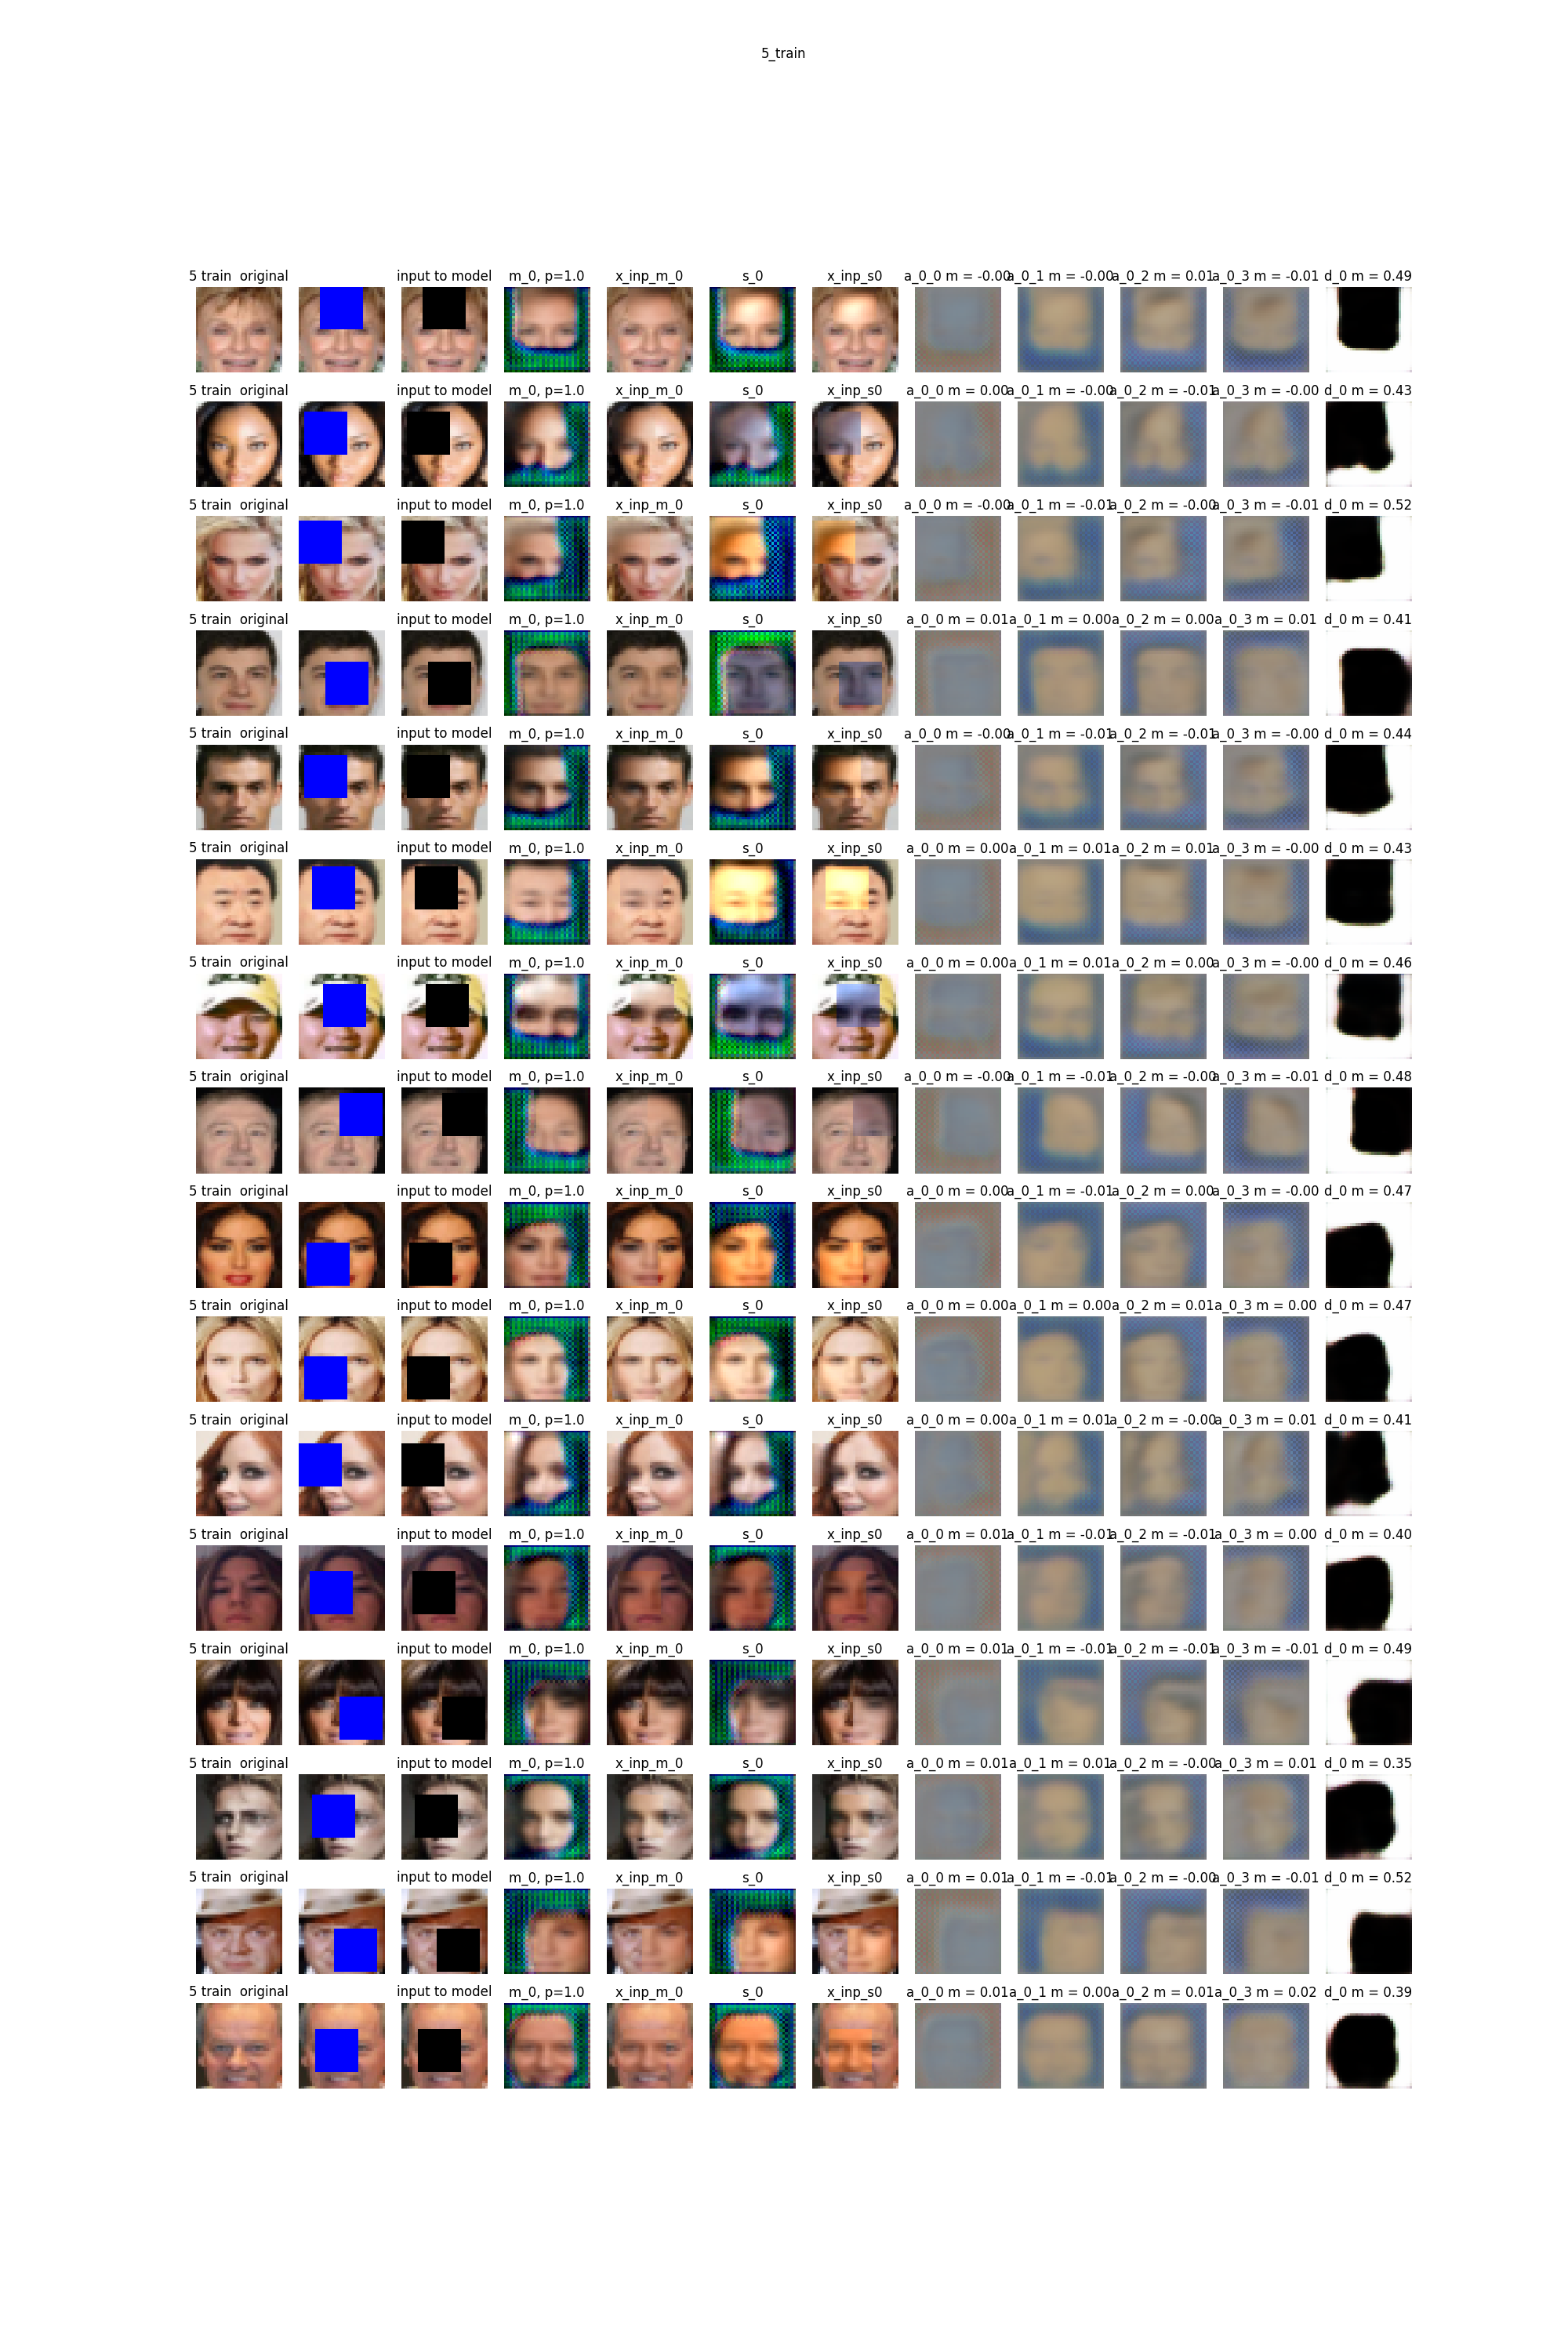 5_train
5 train original input to model m_0, p=1.0 x_inp_m_0 s_0 x_inp_s0 a_0_0 m = -0.00 a_0_1 m = -0.00 a_0_2 m = 0.01 a_0_3 m = -0.01 d_0 m = 0.49
5 train original input to model m_0, p=1.0 x_inp_m_0 s_0 x_inp_s0 a_0_0 m = 0.00 a_0_1 m = -0.00 a_0_2 m = -0.01 a_0_3 m = -0.00 d_0 m = 0.43
5 train original input to model m_0, p=1.0 x_inp_m_0 s_0 x_inp_s0 a_0_0 m = -0.00 a_0_1 m = -0.01 a_0_2 m = -0.00 a_0_3 m = -0.01 d_0 m = 0.52
5 train original input to model m_0, p=1.0 x_inp_m_0 s_0 x_inp_s0 a_0_0 m = 0.01 a_0_1 m = 0.00 a_0_2 m = 0.00 a_0_3 m = 0.01 d_0 m = 0.41
5 train original input to model m_0, p=1.0 x_inp_m_0 s_0 x_inp_s0 a_0_0 m = -0.00 a_0_1 m = -0.01 a_0_2 m = -0.01 a_0_3 m = -0.00 d_0 m = 0.44
5 train original input to model m_0, p=1.0 x_inp_m_0 s_0 x_inp_s0 a_0_0 m = 0.00 a_0_1 m = 0.01 a_0_2 m = 0.01 a_0_3 m = -0.00 d_0 m = 0.43
5 train original input to model m_0, p=1.0 x_inp_m_0 s_0 x_inp_s0 a_0_0 m = 0.00 a_0_1 m = 0.01 a_0_2 m = 0.00 a_0_3 m = -0.00 d_0 m = 0.46
5 train original input to model m_0, p=1.0 x_inp_m_0 s_0 x_inp_s0 a_0_0 m = -0.00 a_0_1 m = -0.01 a_0_2 m = -0.00 a_0_3 m = -0.01 d_0 m = 0.48
5 train original input to model m_0, p=1.0 x_inp_m_0 s_0 x_inp_s0 a_0_0 m = 0.00 a_0_1 m = -0.01 a_0_2 m = 0.00 a_0_3 m = -0.00 d_0 m = 0.47
5 train original input to model m_0, p=1.0 x_inp_m_0 s_0 x_inp_s0 a_0_0 m = 0.00 a_0_1 m = 0.00 a_0_2 m = 0.01 a_0_3 m = 0.00 d_0 m = 0.47
5 train original input to model m_0, p=1.0 x_inp_m_0 s_0 x_inp_s0 a_0_0 m = 0.00 a_0_1 m = 0.01 a_0_2 m = -0.00 a_0_3 m = 0.01 d_0 m = 0.41
5 train original input to model m_0, p=1.0 x_inp_m_0 s_0 x_inp_s0 a_0_0 m = 0.01 a_0_1 m = -0.01 a_0_2 m = -0.01 a_0_3 m = 0.00 d_0 m = 0.40
5 train original input to model m_0, p=1.0 x_inp_m_0 s_0 x_inp_s0 a_0_0 m = 0.01 a_0_1 m = -0.01 a_0_2 m = -0.01 a_0_3 m = -0.01 d_0 m = 0.49
5 train original input to model m_0, p=1.0 x_inp_m_0 s_0 x_inp_s0 a_0_0 m = 0.01 a_0_1 m = 0.01 a_0_2 m = -0.00 a_0_3 m = 0.01 d_0 m = 0.35
5 train original input to model m_0, p=1.0 x_inp_m_0 s_0 x_inp_s0 a_0_0 m = 0.01 a_0_1 m = -0.01 a_0_2 m = -0.00 a_0_3 m = -0.01 d_0 m = 0.52
5 train original input to model m_0, p=1.0 x_inp_m_0 s_0 x_inp_s0 a_0_0 m = 0.01 a_0_1 m = 0.00 a_0_2 m = 0.01 a_0_3 m = 0.02 d_0 m = 0.39